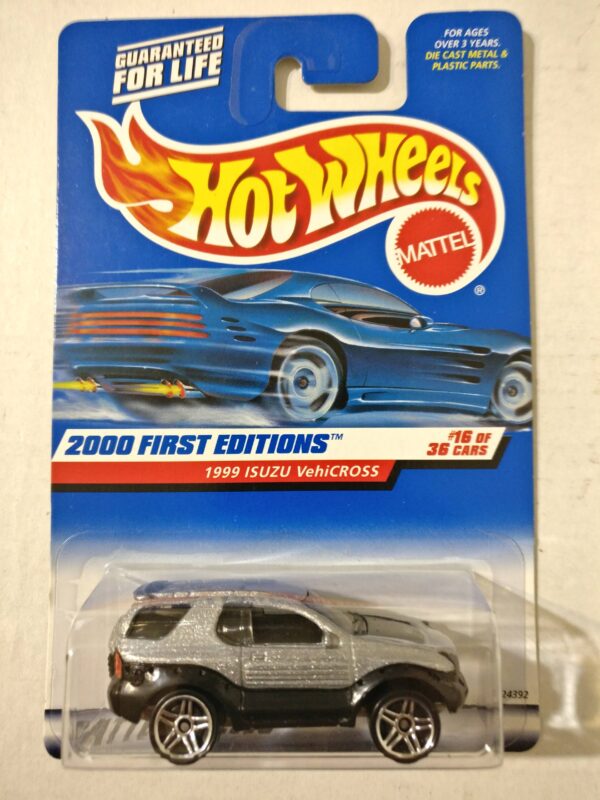 GUARANTEED
FOR LIFE
FOR AGES
OVER 3 YEARS.
DIE CAST METAL &
PLASTIC PARTS.
HOT WHEELS
MATTEL
®
2000 FIRST EDITIONS™
#16 OF
36 CARS
1999 ISUZU VehiCROSS
24392